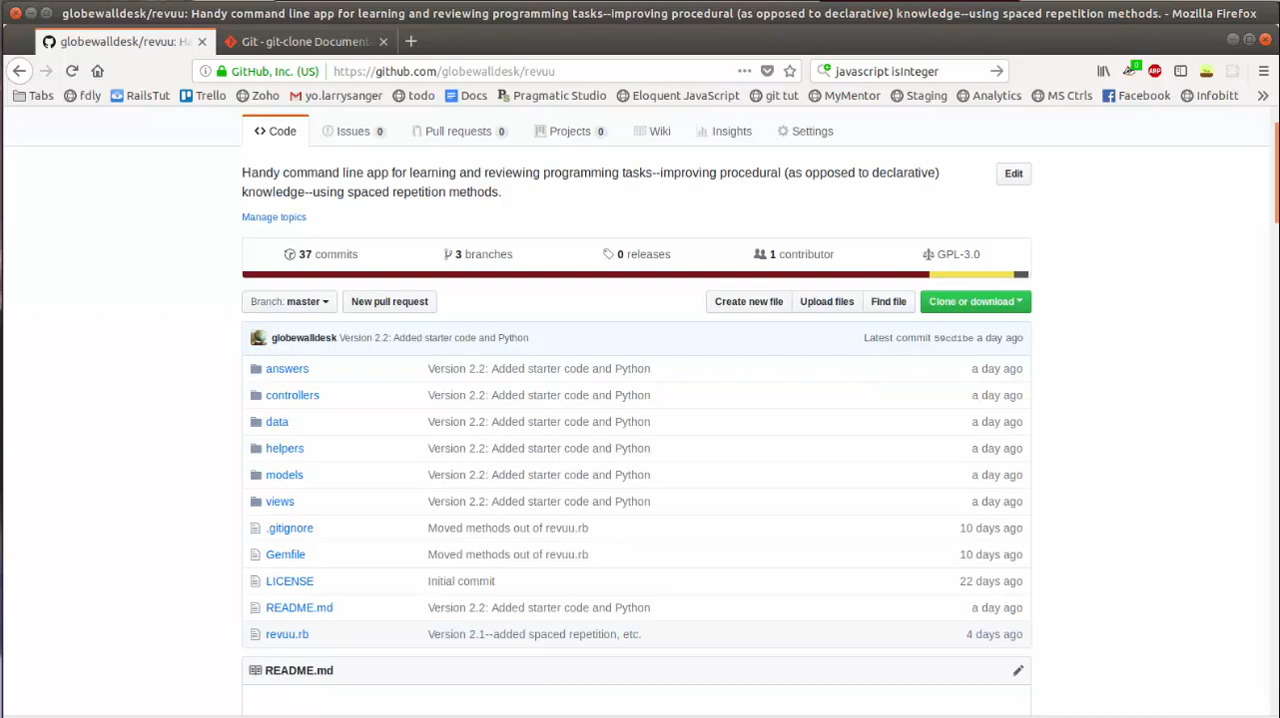 globewalldesk/revuu: Handy command line app for learning and reviewing programming tasks--improving procedural (as opposed to declarative) knowledge--using spaced repetition methods. - Mozilla Firefox
globewalldesk/revuu: Ha
Git - git-clone Document
GitHub, Inc. (US)
https://github.com/globewalldesk/revuu
javascript isInteger
0
ABP
Tabs
fdly
RailsTut
Trello
Zoho
yo.larrysanger
todo
Docs
Pragmatic Studio
Eloquent JavaScript
git tut
MyMentor
Staging
Analytics
MS Ctrls
Facebook
Infobitt
Code
Issues 0
Pull requests 0
Projects 0
Wiki
Insights
Settings
Handy command line app for learning and reviewing programming tasks--improving procedural (as opposed to declarative)
knowledge--using spaced repetition methods.
Edit
Manage topics
37 commits
3 branches
0 releases
1 contributor
GPL-3.0
Branch: master
New pull request
Create new file
Upload files
Find file
Clone or download
globewalldesk Version 2.2: Added starter code and Python
Latest commit 59cd1be a day ago
answers Version 2.2: Added starter code and Python a day ago
controllers Version 2.2: Added starter code and Python a day ago
data Version 2.2: Added starter code and Python a day ago
helpers Version 2.2: Added starter code and Python a day ago
models Version 2.2: Added starter code and Python a day ago
views Version 2.2: Added starter code and Python a day ago
.gitignore Moved methods out of revuu.rb 10 days ago
Gemfile Moved methods out of revuu.rb 10 days ago
LICENSE Initial commit 22 days ago
README.md Version 2.2: Added starter code and Python a day ago
revuu.rb Version 2.1--added spaced repetition, etc. 4 days ago
README.md